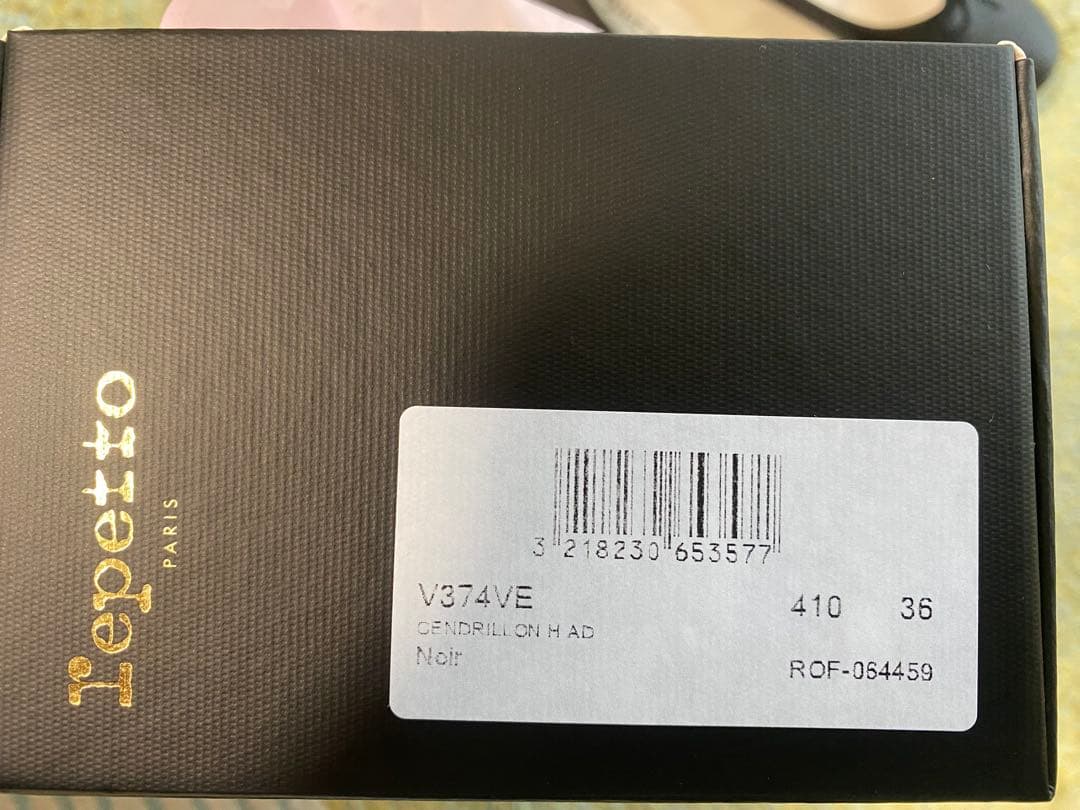 repetto
PARIS
3 218230 653577
V374VE
CENDRILLON H AD
Noir
410 36
ROF-064459